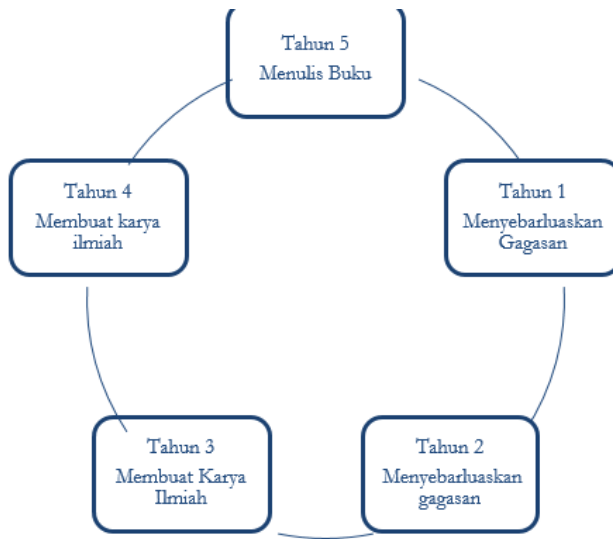 Tahun 5
Menulis Buku
Tahun 4
Membuat karya
ilmiah
Tahun 1
Menyebarluaskan
Gagasan
Tahun 3
Membuat Karya
Ilmiah
Tahun 2
Menyebarluaskan
gagasan